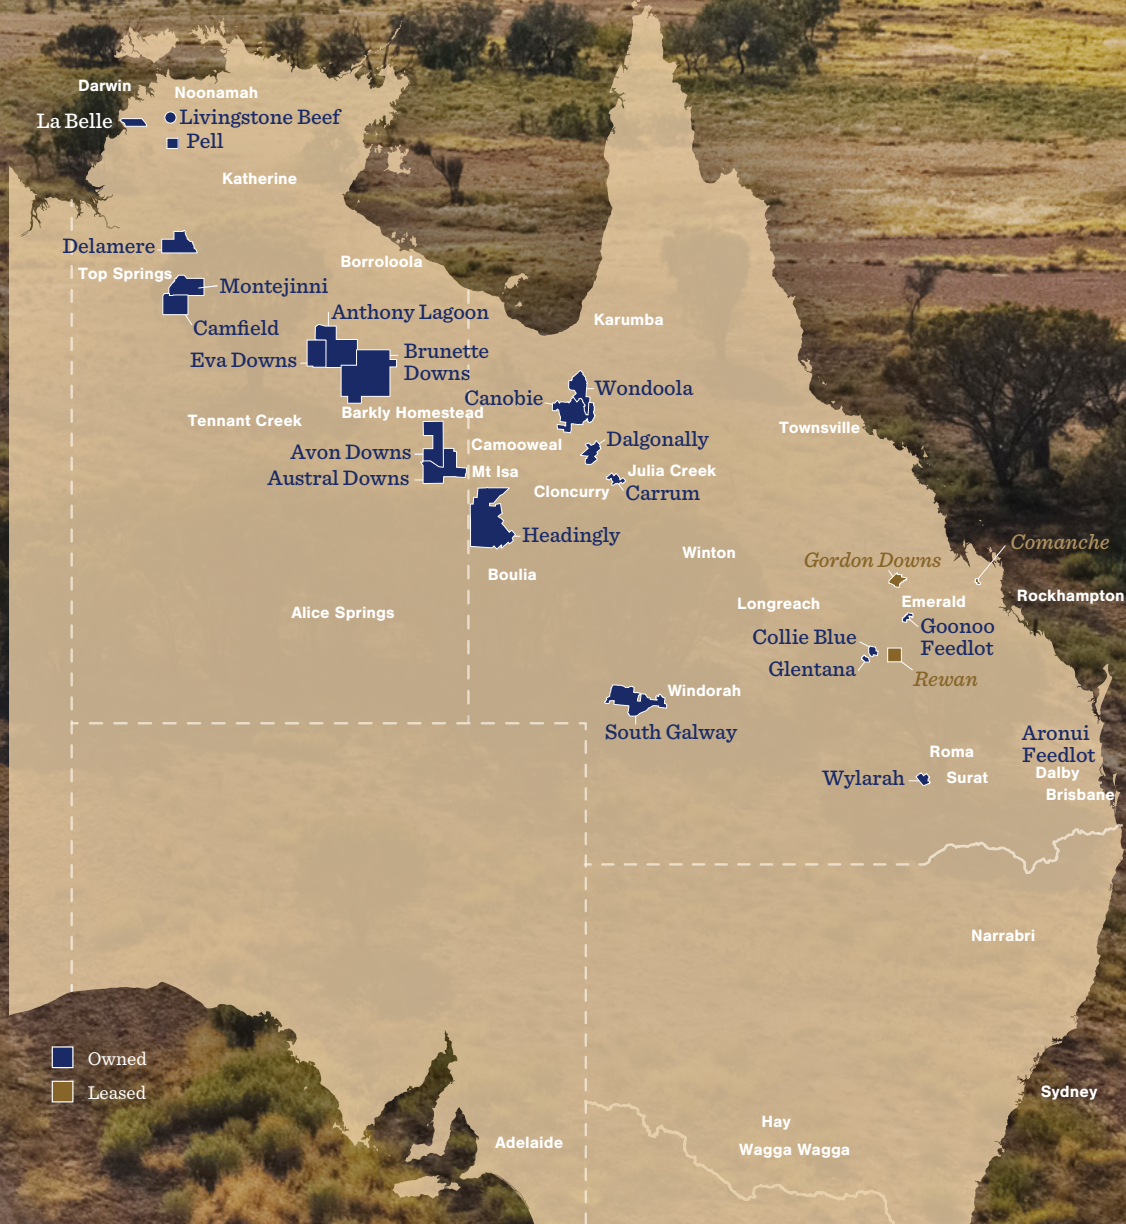 Darwin
Noonamah
La Belle
Livingstone Beef
Pell
Katherine
Delamere
Borroloola
Top Springs
Montejinni
Anthony Lagoon
Karumba
Camfield
Eva Downs
Brunette
Downs
Wondoola
Canobie
Barkly Homestead
Tennant Creek
Townsville
Dalgonally
Camooweal
Avon Downs
Mt Isa
Julia Creek
Austral Downs
Cloncurry
Carrum
Headingly
Comanche
Winton
Gordon Downs
Boulia
Rockhampton
Emerald
Longreach
Alice Springs
Goonoo
Feedlot
Collie Blue
Glentana
Rewan
Windorah
South Galway
Aronui
Feedlot
Roma
Dalby
Wylarah
Surat
Brisbane
Narrabri
Owned
Leased
Sydney
Hay
Adelaide
Wagga Wagga